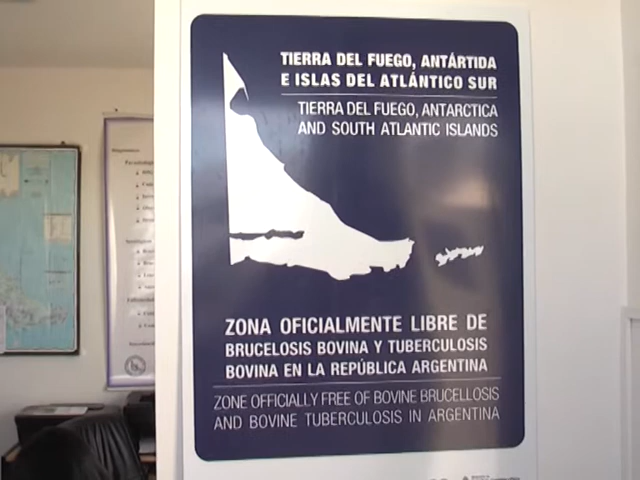 TIERRA DEL FUEGO, ANTÁRTIDA
E ISLAS DEL ATLÁNTICO SUR
TIERRA DEL FUEGO, ANTARCTICA
AND SOUTH ATLANTIC ISLANDS
ZONA OFICIALMENTE LIBRE DE
BRUCELOSIS BOVINA Y TUBERCULOSIS
BOVINA EN LA REPÚBLICA ARGENTINA
ZONE OFFICIALLY FREE OF BOVINE BRUCELLOSIS
AND BOVINE TUBERCULOSIS IN ARGENTINA